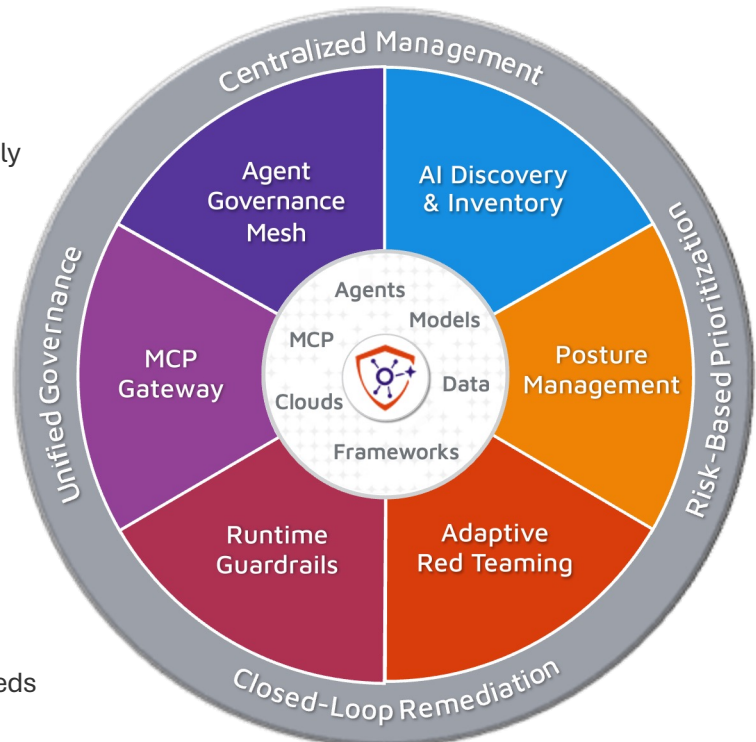 Centralized Management
ly
Agent
Governance
Mesh
AI Discovery
& Inventory
Unified Governance
Risk-Based Prioritization
Agents
Models
MCP
Data
Clouds
Frameworks
MCP
Gateway
Posture
Management
Runtime
Guardrails
Adaptive
Red Teaming
eds
Closed-Loop Remediation